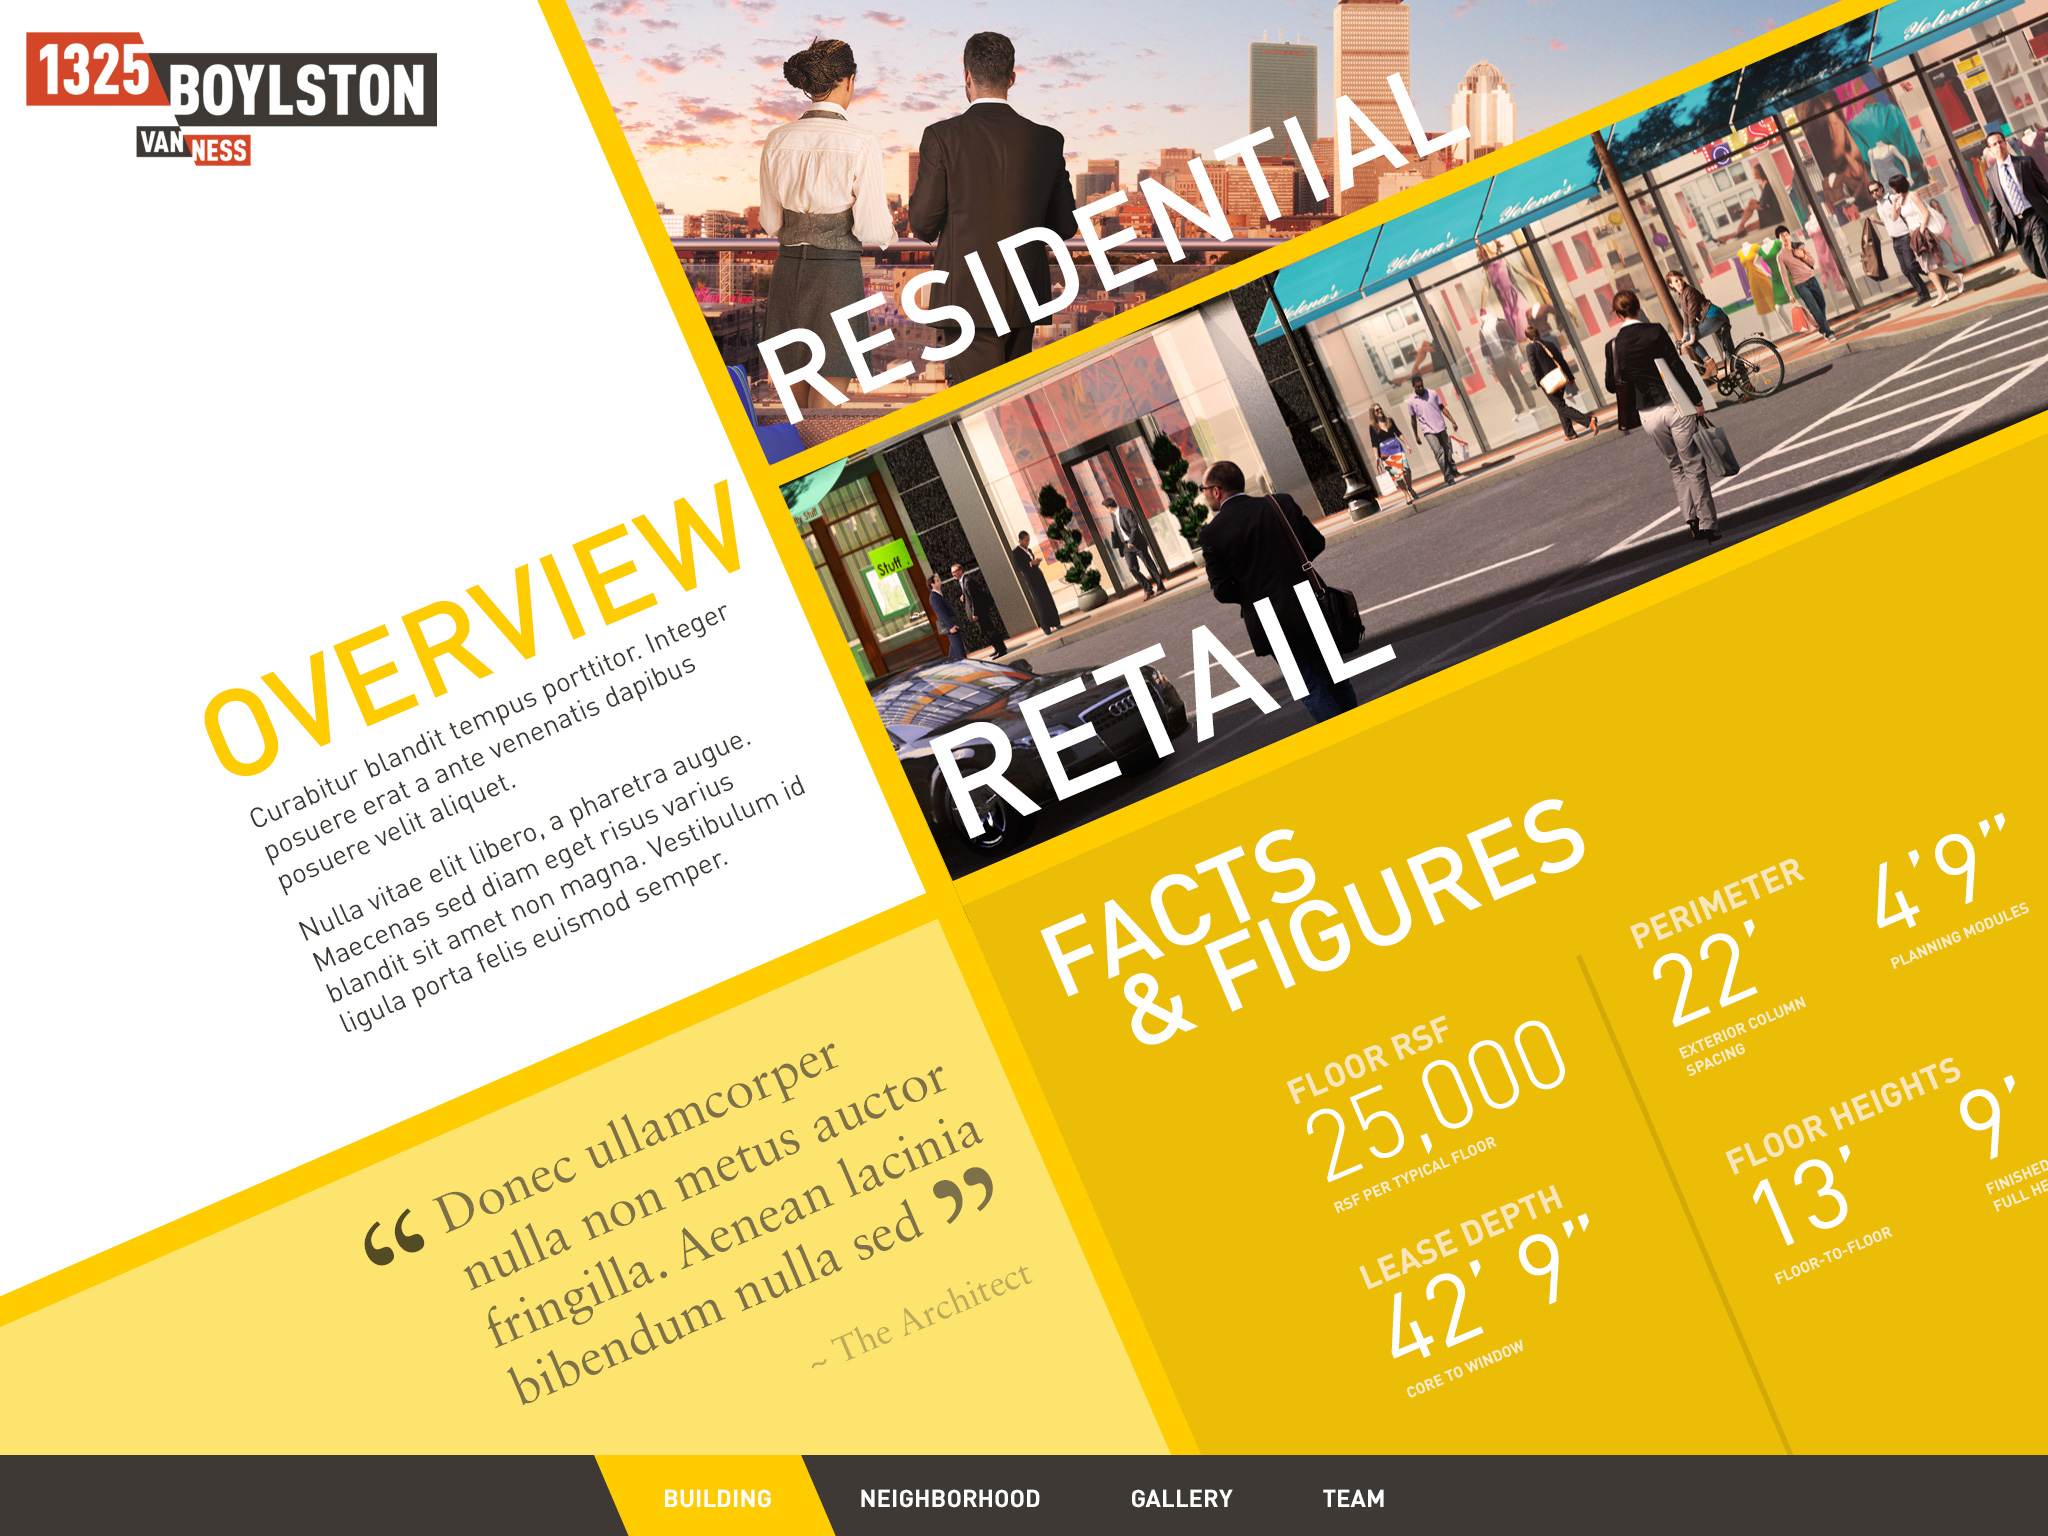 1325
BOYLSTON
VAN NESS
RESIDENTIAL
Yelena's
Yelena's
Yelena's
Yelena's
Stuff
RETAIL
OVERVIEW
Curabitur blandit tempus porttitor. Integer
posuere erat a ante venenatis dapibus
posuere velit aliquet.
Nulla vitae elit libero, a pharetra augue.
Maecenas sed diam eget risus varius
blandit sit amet non magna. Vestibulum id
ligula porta felis euismod semper.
“ Donec ullamcorper
nulla non metus auctor
fringilla. Aenean lacinia
bibendum nulla sed ”
~ The Architect
FACTS
& FIGURES
FLOOR RSF
25,000
RSF PER TYPICAL FLOOR
LEASE DEPTH
42’ 9”
CORE TO WINDOW
PERIMETER
22’
EXTERIOR COLUMN
SPACING
4’9”
PLANNING MODULES
FLOOR HEIGHTS
13’
FLOOR-TO-FLOOR
9’
FINISHED
FULL HE
BUILDING
NEIGHBORHOOD
GALLERY
TEAM